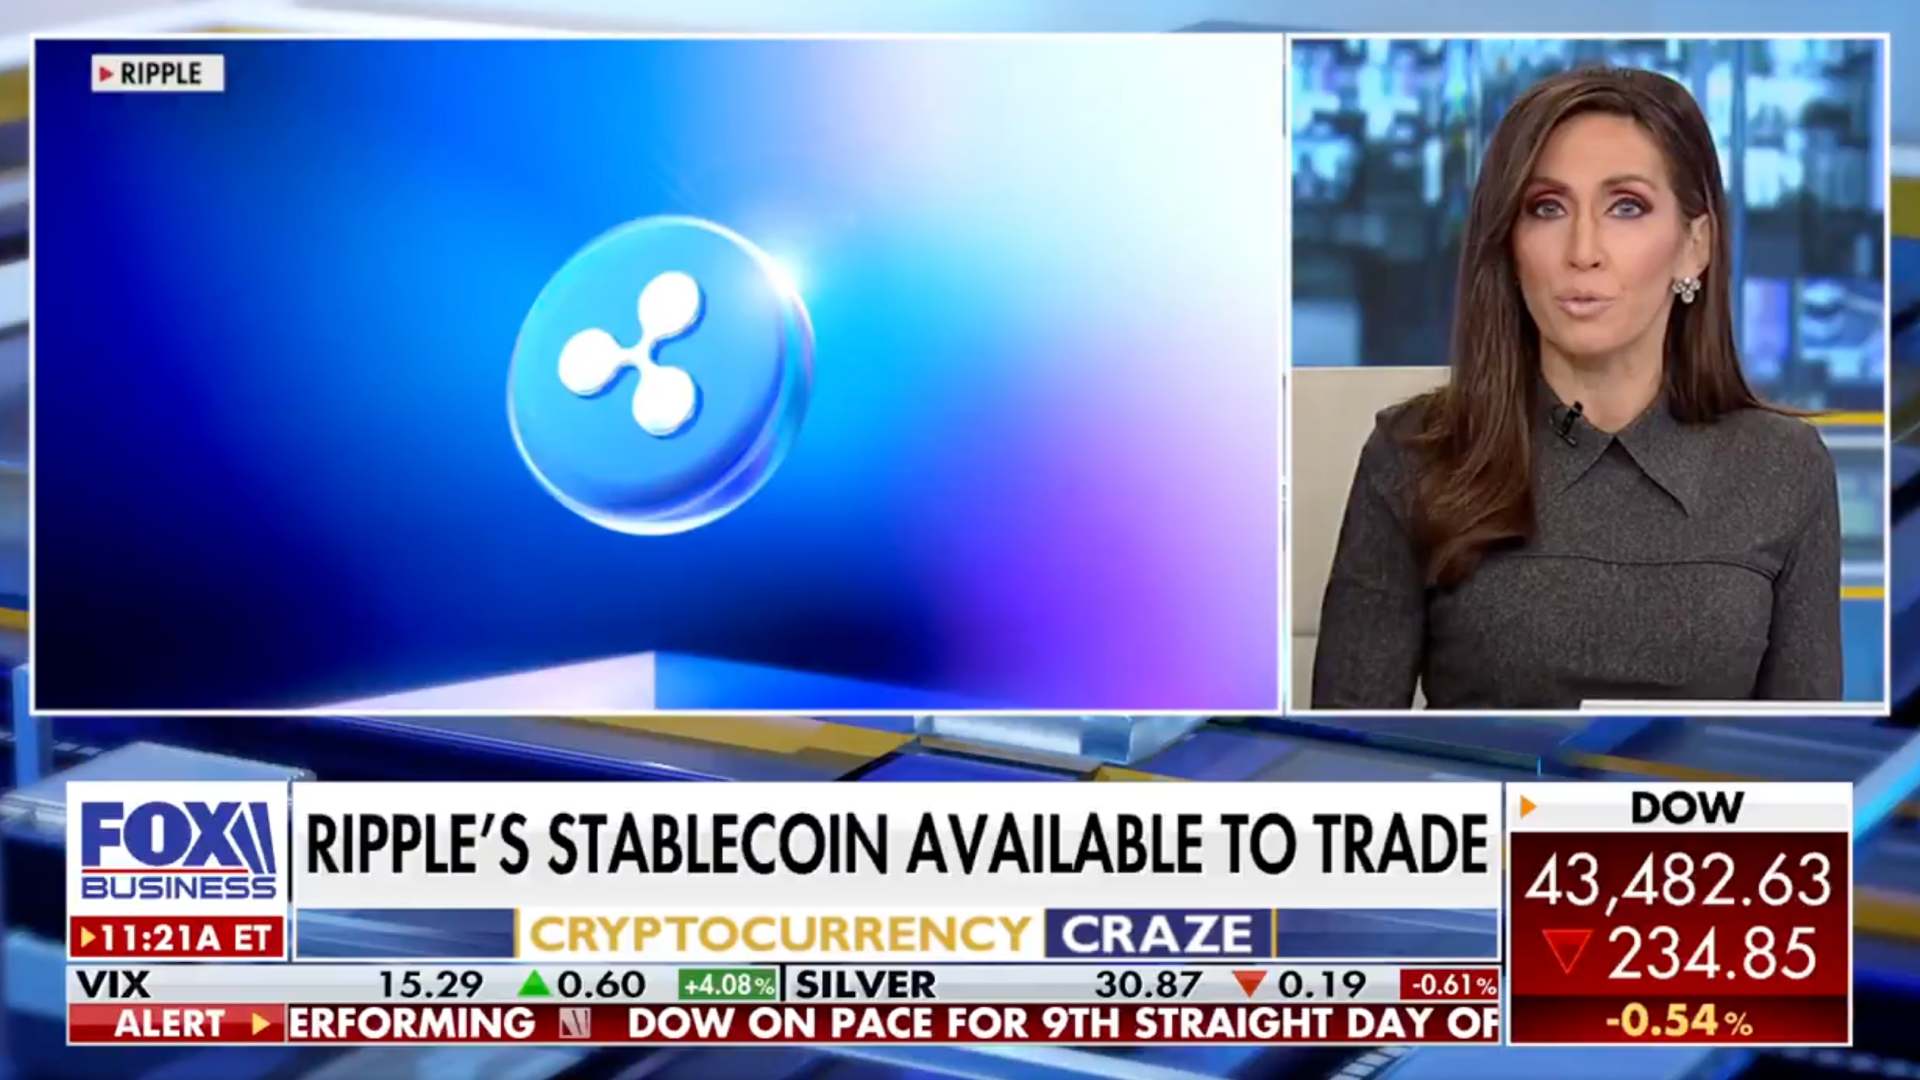 RIPPLE
FOX
BUSINESS
11:21A ET
RIPPLE'S STABLECOIN AVAILABLE TO TRADE
CRYPTOCURRENCY CRAZE
DOW
43,482.63
234.85
-0.54%
VIX 15.29 0.60 +4.08% SILVER 30.87 0.19 -0.61%
ALERT ERFORMING DOW ON PACE FOR 9TH STRAIGHT DAY OF